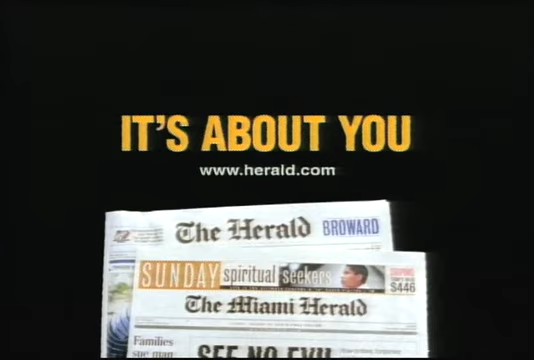 IT'S ABOUT YOU
www.herald.com
The Herald BROWARD
SUNDAY spiritual seekers
$446
The Miami Herald
Families
SEE NO EVIL